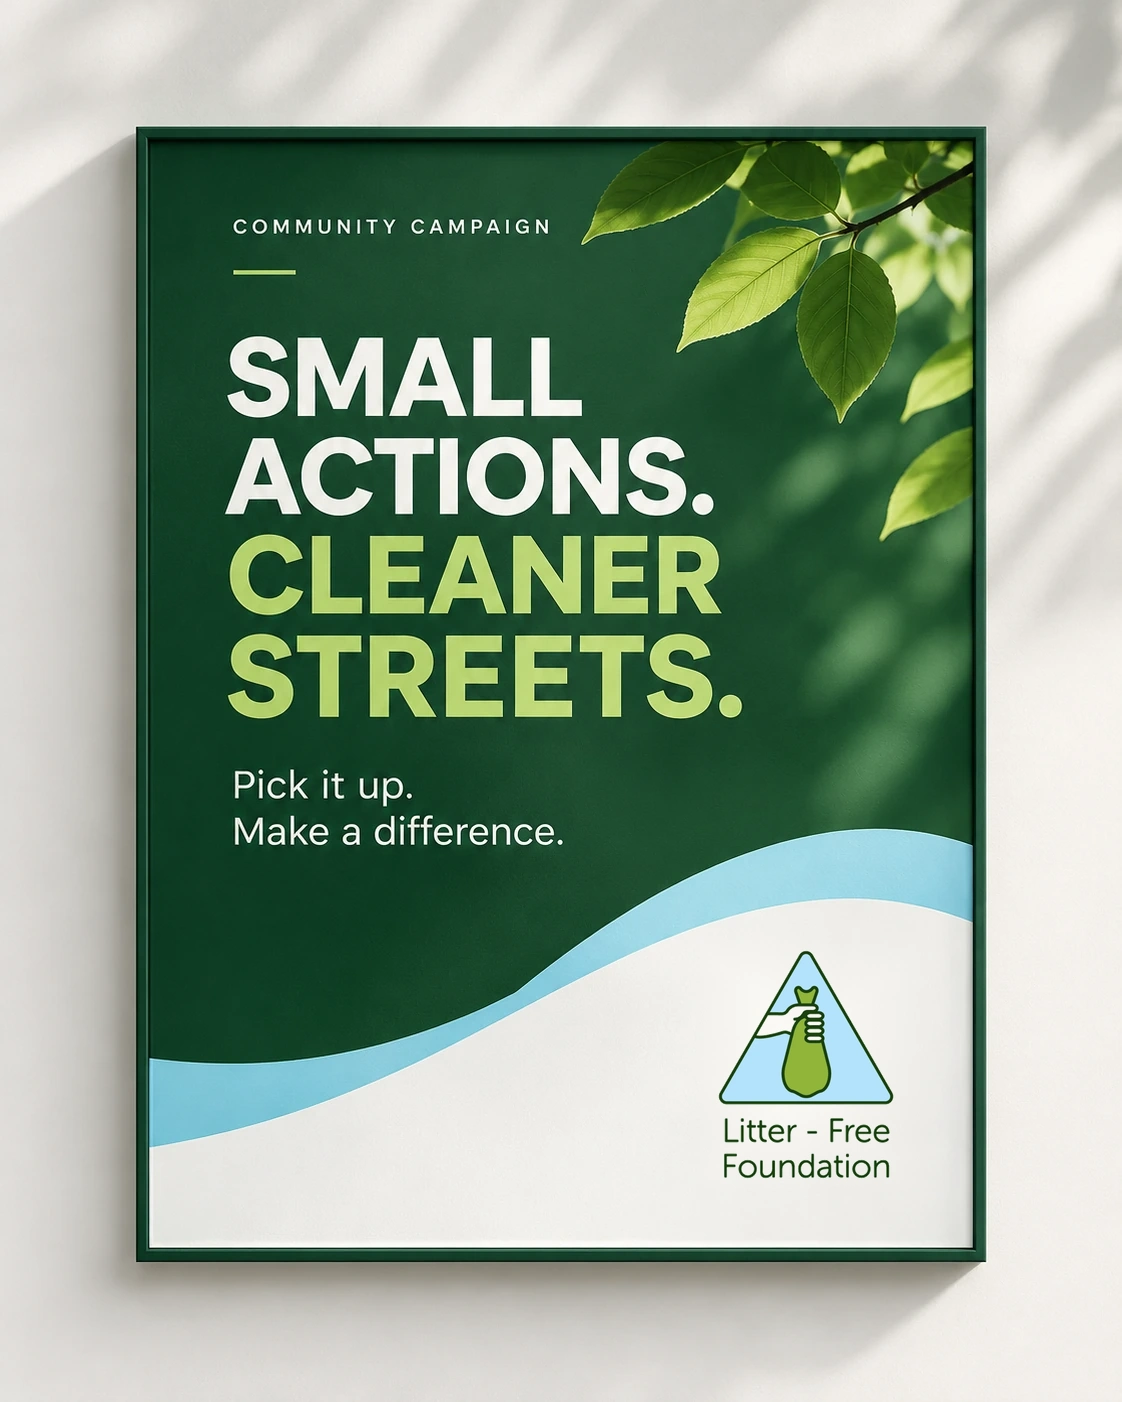 COMMUNITY CAMPAIGN
SMALL
ACTIONS.
CLEANER
STREETS.
Pick it up.
Make a difference.
Litter - Free
Foundation